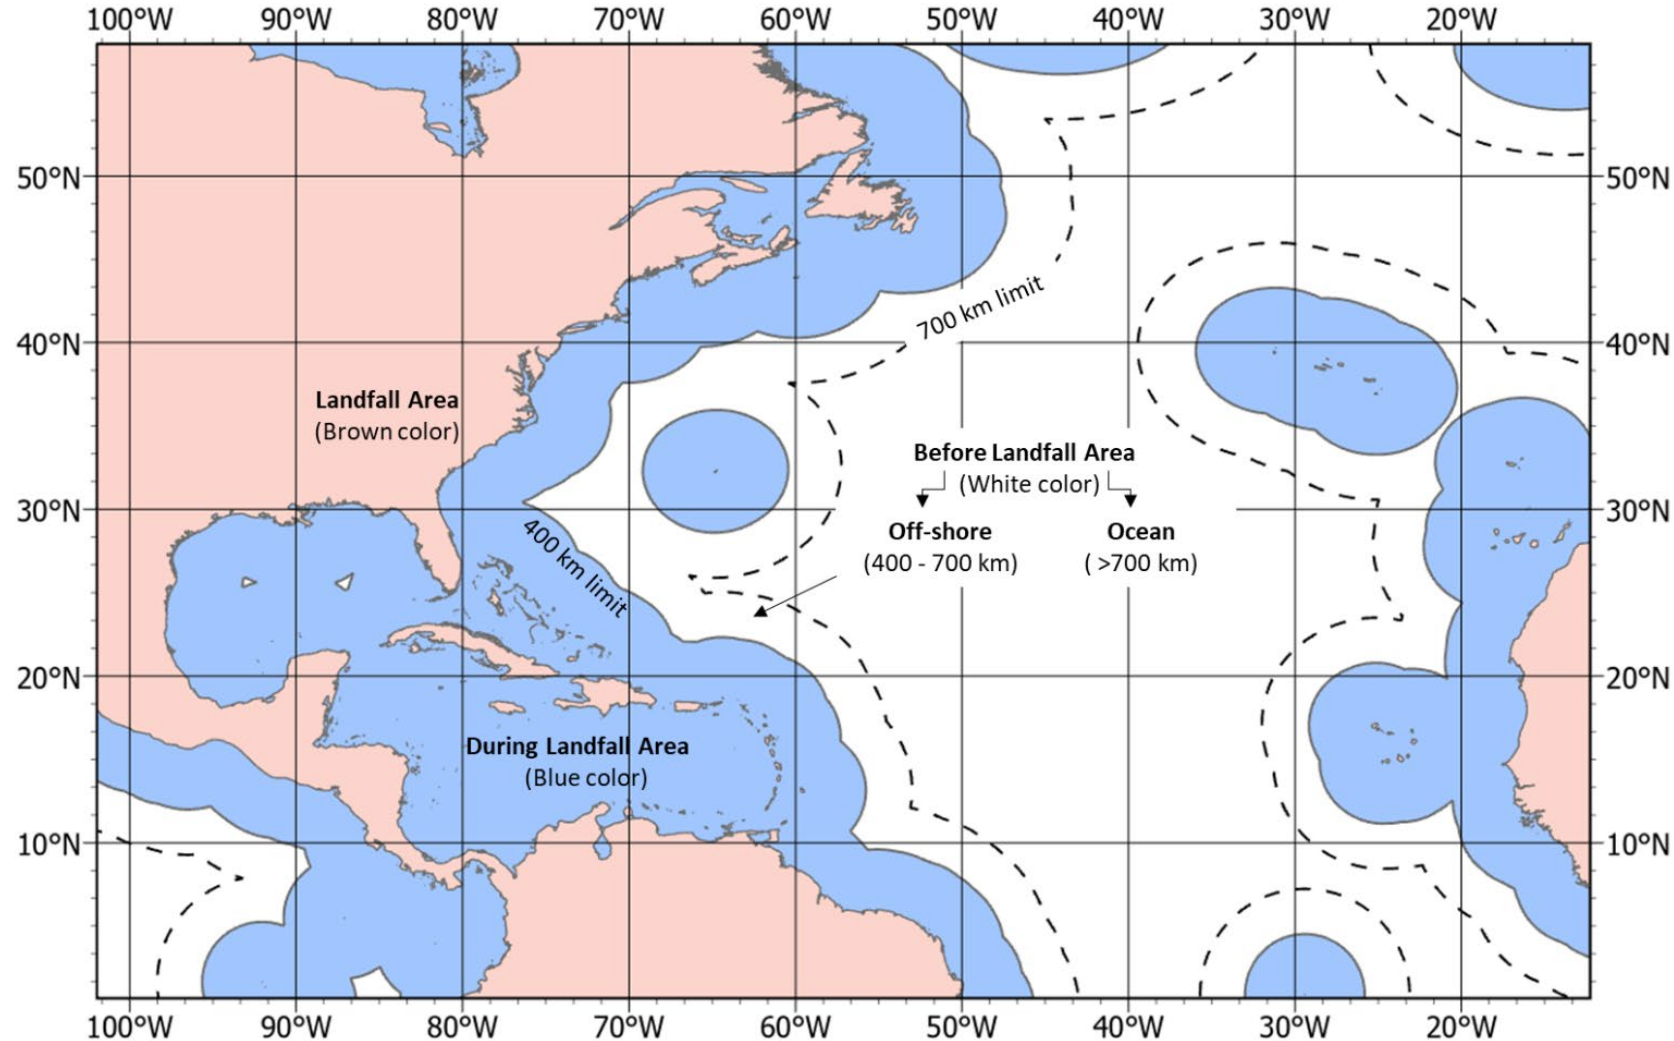 100°W 90°W 80°W 70°W 60°W 50°W 40°W 30°W 20°W
50°N 50°N
700 km limit
40°N 40°N
Landfall Area
(Brown color)
Before Landfall Area
(White color)
30°N 30°N
Off-shore
(400 - 700 km)
Ocean
( >700 km)
400 km limit
20°N 20°N
During Landfall Area
(Blue color)
10°N 10°N
100°W 90°W 80°W 70°W 60°W 50°W 40°W 30°W 20°W